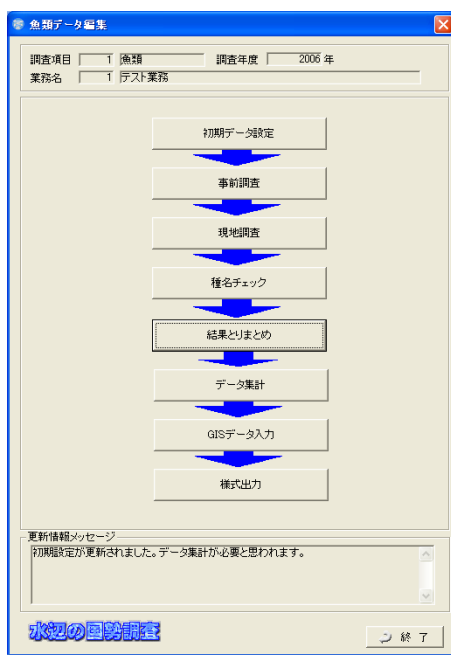 魚類データ編集
調査項目 1 魚類 調査年度 2006 年
業務名 1 テスト業務
初期データ設定
事前調査
現地調査
種名チェック
結果とりまとめ
データ集計
GISデータ入力
様式出力
更新情報メッセージ
初期設定が更新されました。データ集計が必要と思われます。
水辺の国勢調査
終 了